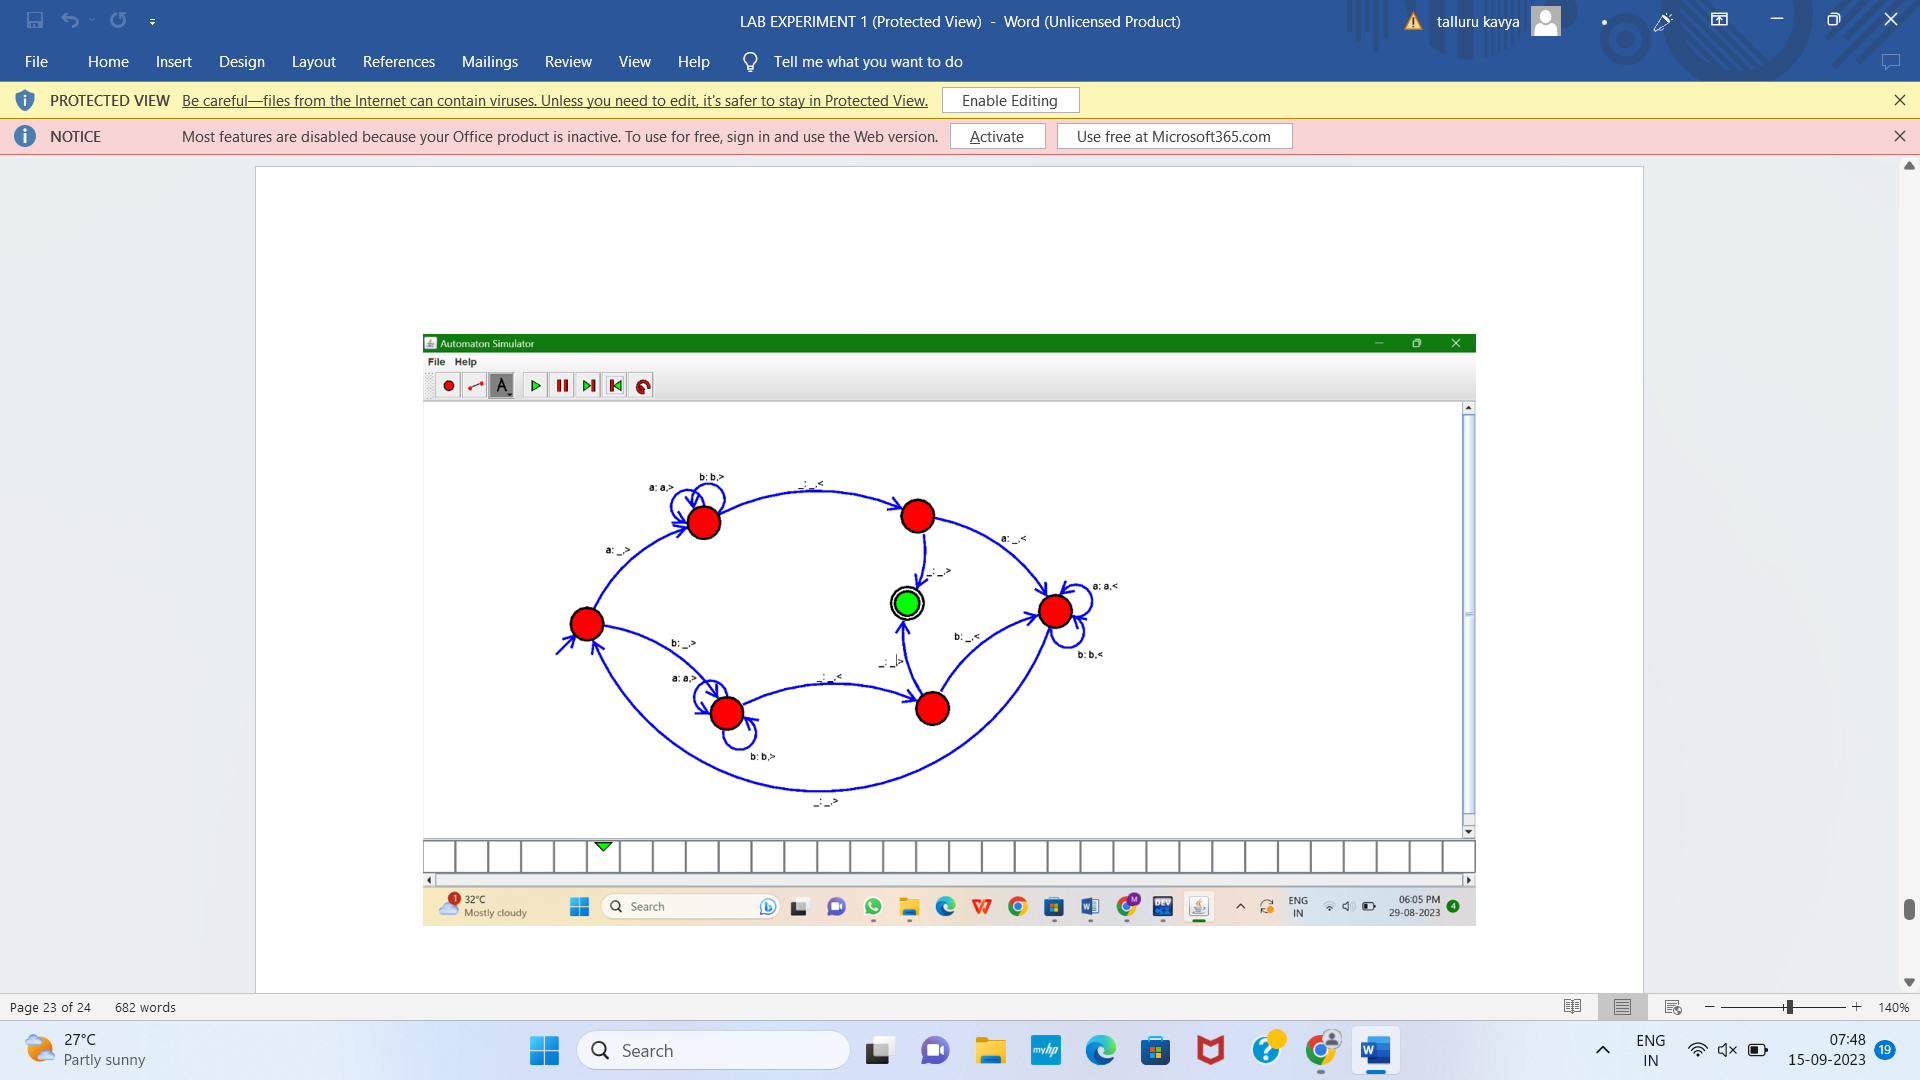 LAB EXPERIMENT 1 (Protected View) - Word (Unlicensed Product)
talluru kavya
File Home Insert Design Layout References Mailings Review View Help Tell me what you want to do
PROTECTED VIEW Be careful—files from the Internet can contain viruses. Unless you need to edit, it's safer to stay in Protected View. Enable Editing
NOTICE Most features are disabled because your Office product is inactive. To use for free, sign in and use the Web version. Activate Use free at Microsoft365.com
Automaton Simulator
File Help
A
b: b,>
a: a,>
_: _,<
a: _,<
a: _,>
_: _,>
a: a,<
b: _,<
b: _,>
b: b,<
_: _,>
a: a,>
_: _,<
b: b,>
_: _,>
1
32°C
Mostly cloudy
Search
M
DEV
ENG
IN
06:05 PM
29-08-2023
4
Page 23 of 24 682 words
140%
27°C
Partly sunny
Search
myhp
W
ENG
IN
07:48
15-09-2023
19